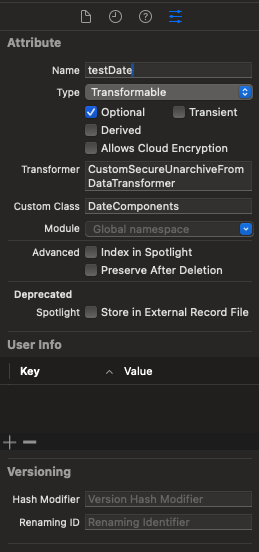 Attribute
Name testDate
Type Transformable
Optional Transient
Derived
Allows Cloud Encryption
Transformer CustomSecureUnarchiveFrom
DataTransformer
Custom Class DateComponents
Module Global namespace
Advanced Index in Spotlight
Preserve After Deletion
Deprecated
Spotlight Store in External Record File
User Info
Key Value
Versioning
Hash Modifier Version Hash Modifier
Renaming ID Renaming Identifier